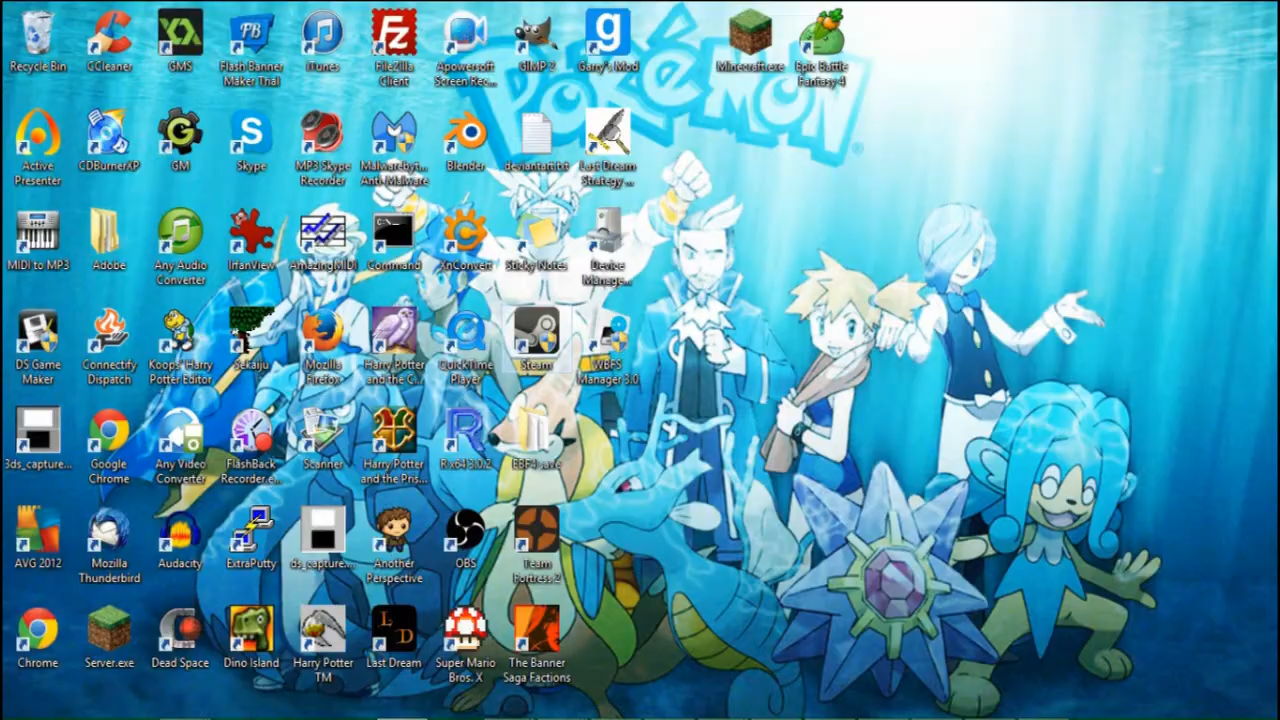 Pokémon
Recycle Bin
CCleaner
GMS
Flash Banner
Maker Trial
iTunes
FileZilla
Client
Apowersoft
Screen Rec...
GIMP 2
Garry's Mod
Minecraft.exe
Epic Battle
Fantasy 4
Active
Presenter
CDBurnerXP
GM
Skype
MP3 Skype
Recorder
Malwarebyt...
Anti-Malware
Blender
deviantart.txt
Last Dream
Strategy ...
MIDI to MP3
Adobe
Any Audio
Converter
IrfanView
AmazingMIDI
Command
XnConvert
Sticky Notes
Device
Manage...
DS Game
Maker
Connectify
Dispatch
Koops' Harry
Potter Editor
Sekaiju
Mozilla
Firefox
Harry Potter
and the C...
QuickTime
Player
Steam
WBFS
Manager 3.0
3ds_capture...
Google
Chrome
Any Video
Converter
FlashBack
Recorder.e...
Scanner
Harry Potter
and the Pris...
R x64 3.0.2
EBF4 save
AVG 2012
Mozilla
Thunderbird
Audacity
ExtraPutty
ds_capture...
Another
Perspective
OBS
Team
Fortress 2
Chrome
Server.exe
Dead Space
Dino Island
Harry Potter
TM
Last Dream
Super Mario
Bros. X
The Banner
Saga Factions